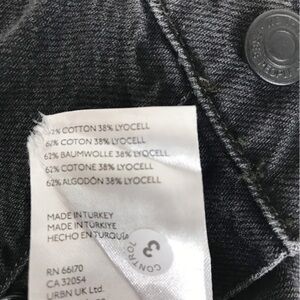 62% COTTON 38% LYOCELL
62% COTON 38% LYOCELL
62% BAUMWOLLE 38% LYOCELL
62% COTONE 38% LYOCELL
62% ALGODÓN 38% LYOCELL
MADE IN TURKEY
MADE IN TÜRKIYE
HECHO EN TURQUÍA
CONTROL
3
RN 66170
CA 32054
URBN UK Ltd.